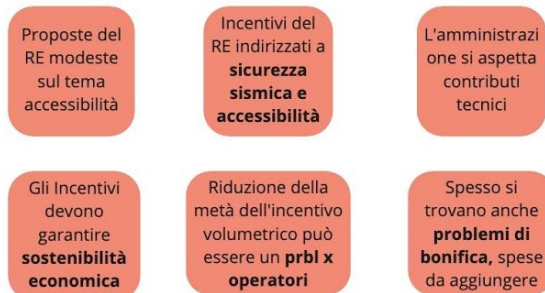 Proposte del
RE modeste
sul tema
accessibilità
Incentivi del
RE indirizzati a
sicurezza
sismica e
accessibilità
L'amministrazi
one si aspetta
contributi
tecnici
Gli Incentivi
devono
garantire
sostenibilità
economica
Riduzione della
metà dell'incentivo
volumetrico può
essere un prbl x
operatori
Spesso si
trovano anche
problemi di
bonifica, spese
da aggiungere